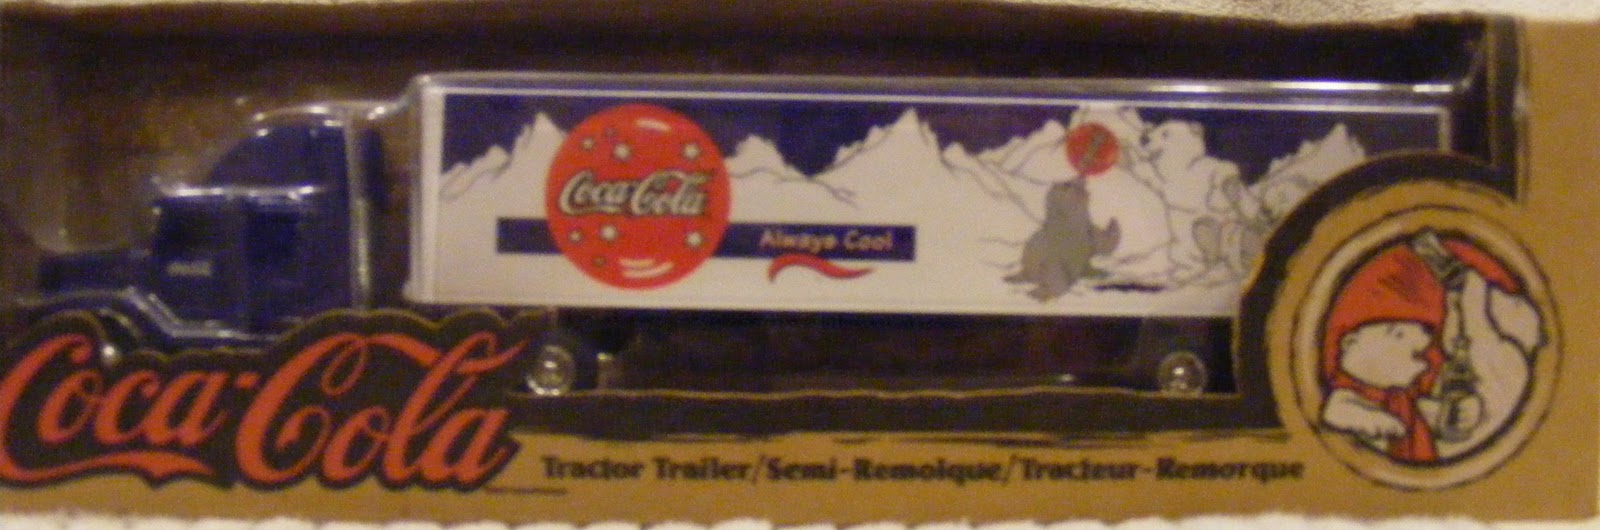 Coca-Cola
Always Cool
Coca-Cola
Tractor Trailer/Semi-Remolque/Tracteur-Remorque